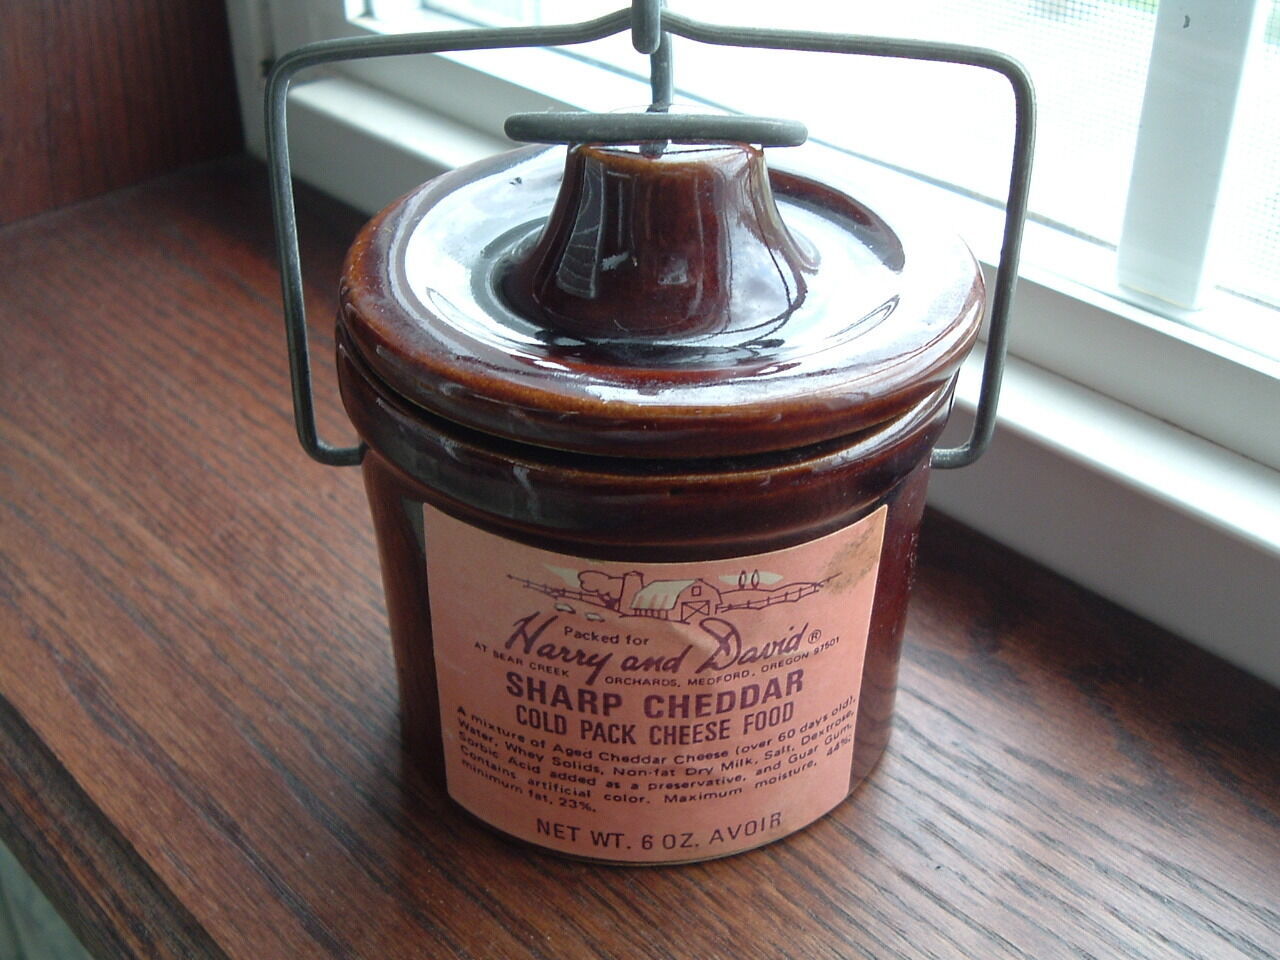 Packed for
Harry and David®
AT BEAR CREEK ORCHARDS, MEDFORD, OREGON 97501
SHARP CHEDDAR
COLD PACK CHEESE FOOD
A mixture of Aged Cheddar Cheese (over 60 days old),
Water, Whey Solids, Non-fat Dry Milk, Salt, Dextrose,
Sorbic Acid added as a preservative, and Guar Gum.
Contains artificial color. Maximum moisture, 44%;
minimum fat, 23%.
NET WT. 6 OZ. AVOIR